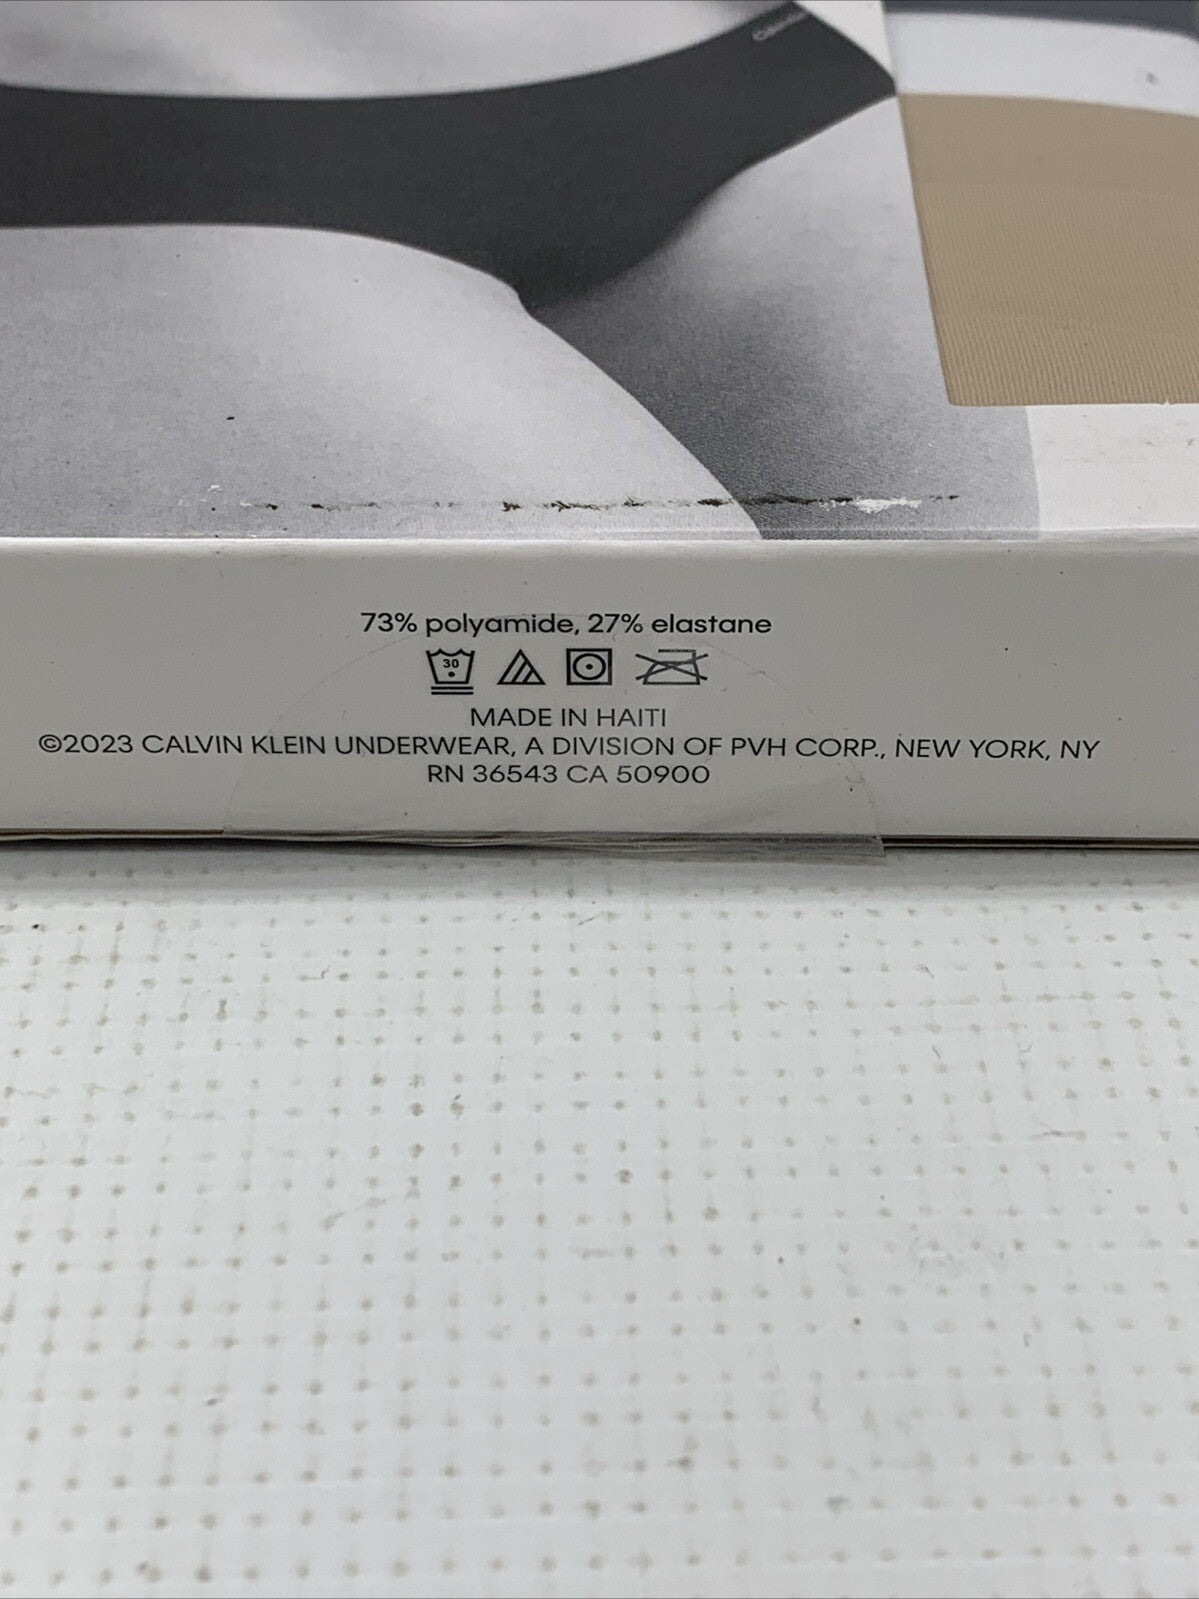 73% polyamide, 27% elastane
30
MADE IN HAITI
©2023 CALVIN KLEIN UNDERWEAR, A DIVISION OF PVH CORP., NEW YORK, NY
RN 36543 CA 50900